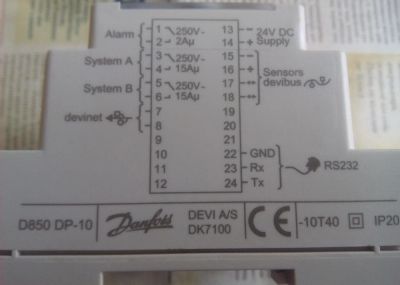 Alarm 1 250V~ 13 − 24V DC
2 2Aµ 14 + Supply
System A 3 250V~ 15 −
4 15Aµ 16 + Sensors
System B 5 250V~ 17 devibus
6 15Aµ 18
devinet 7 19
8 20
9 21
10 22 GND
11 23 Rx RS232
12 24 Tx
D850 DP-10 Danfoss DEVI A/S DK7100 CE -10T40 IP20